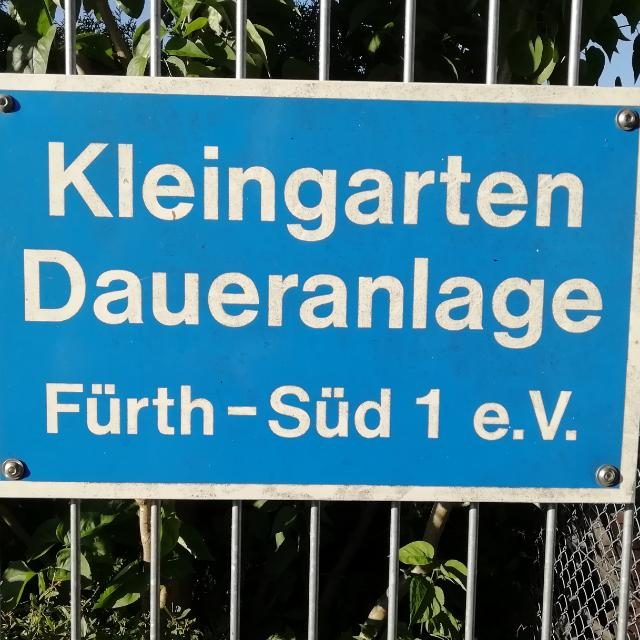 Kleingarten
Daueranlage
Fürth-Süd 1 e.V.